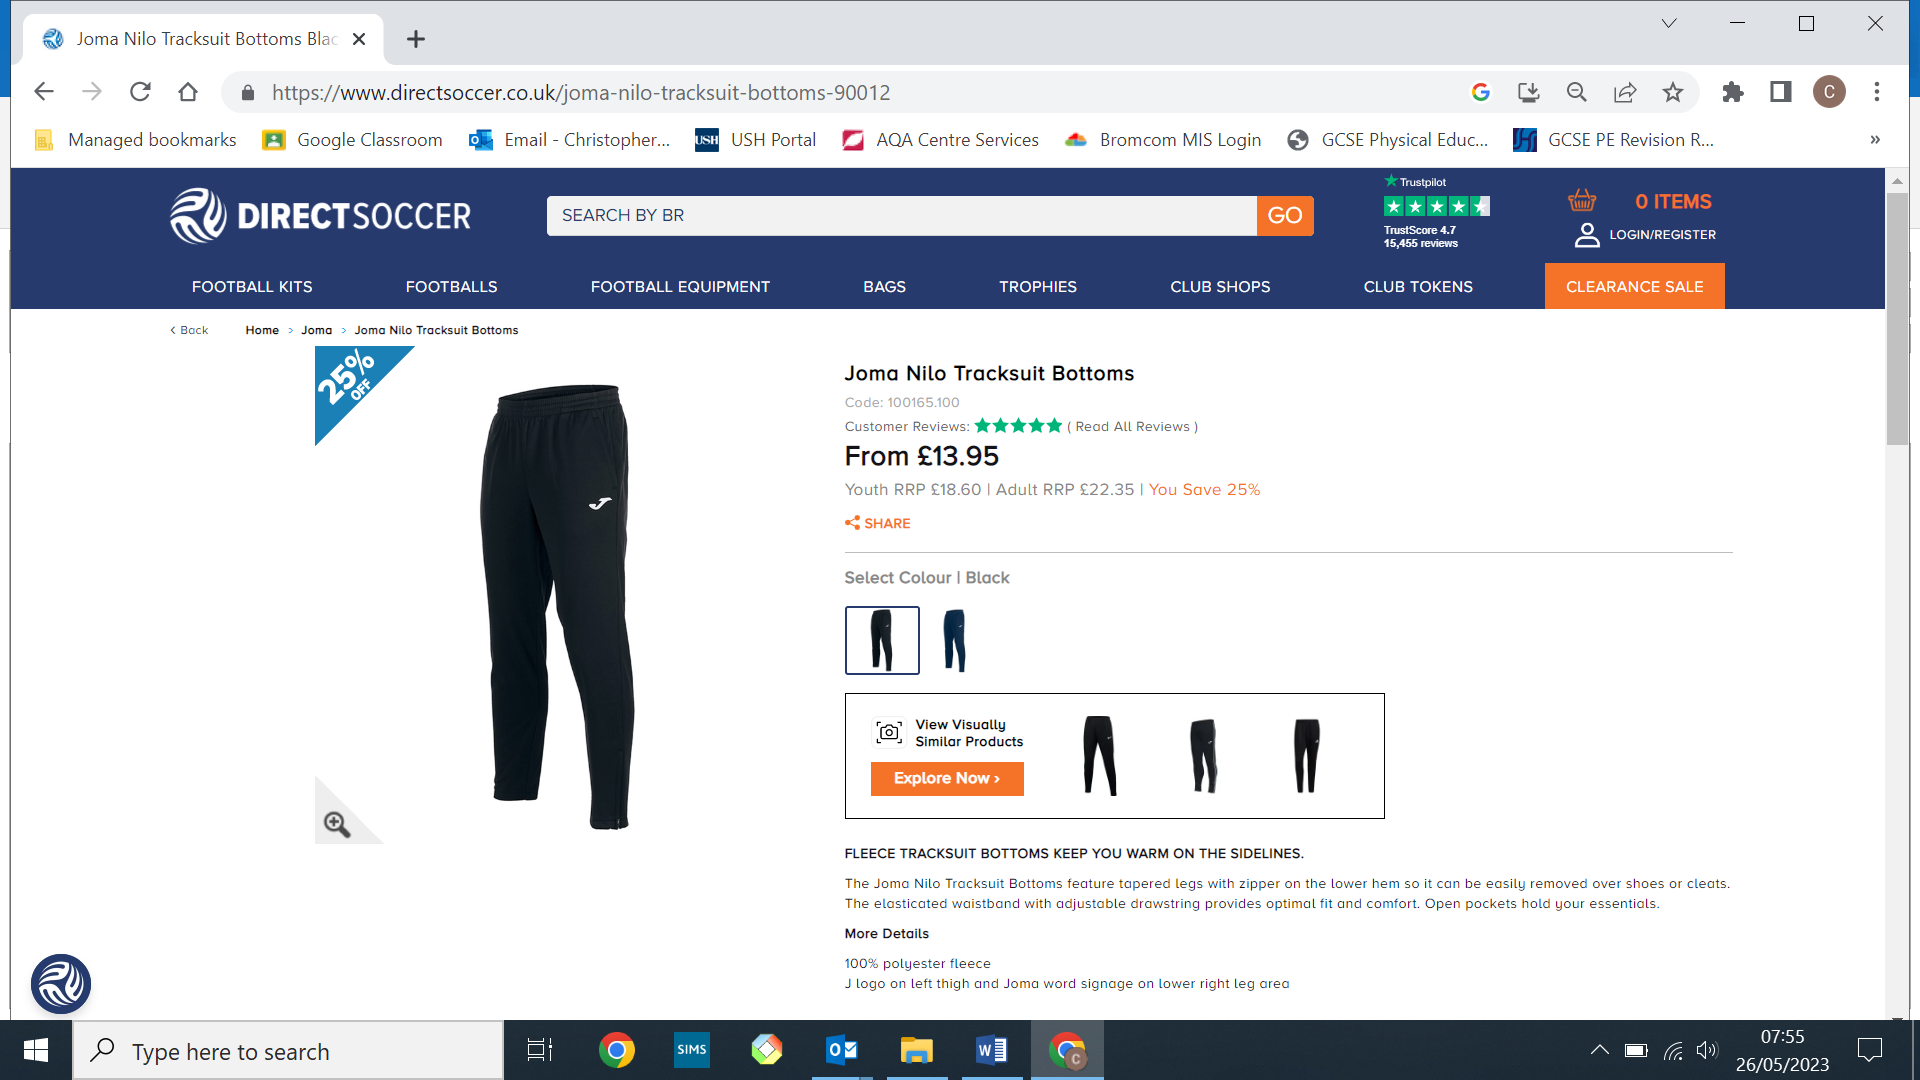 Joma Nilo Tracksuit Bottoms Blac
https://www.directsoccer.co.uk/joma-nilo-tracksuit-bottoms-90012
C
Managed bookmarks
Google Classroom
Email - Christopher...
USH
USH Portal
AQA Centre Services
Bromcom MIS Login
GCSE Physical Educ...
GCSE PE Revision R...
»
DIRECTSOCCER
SEARCH BY BR
GO
Trustpilot
TrustScore 4.7
15,455 reviews
0 ITEMS
LOGIN/REGISTER
FOOTBALL KITS
FOOTBALLS
FOOTBALL EQUIPMENT
BAGS
TROPHIES
CLUB SHOPS
CLUB TOKENS
CLEARANCE SALE
< Back
Home > Joma > Joma Nilo Tracksuit Bottoms
25%
OFF
Joma Nilo Tracksuit Bottoms
Code: 100165.100
Customer Reviews: ( Read All Reviews )
From £13.95
Youth RRP £18.60 | Adult RRP £22.35 | You Save 25%
SHARE
Select Colour | Black
View Visually
Similar Products
Explore Now ›
FLEECE TRACKSUIT BOTTOMS KEEP YOU WARM ON THE SIDELINES.
The Joma Nilo Tracksuit Bottoms feature tapered legs with zipper on the lower hem so it can be easily removed over shoes or cleats.
The elasticated waistband with adjustable drawstring provides optimal fit and comfort. Open pockets hold your essentials.
More Details
100% polyester fleece
J logo on left thigh and Joma word signage on lower right leg area
Type here to search
SIMS
07:55
26/05/2023